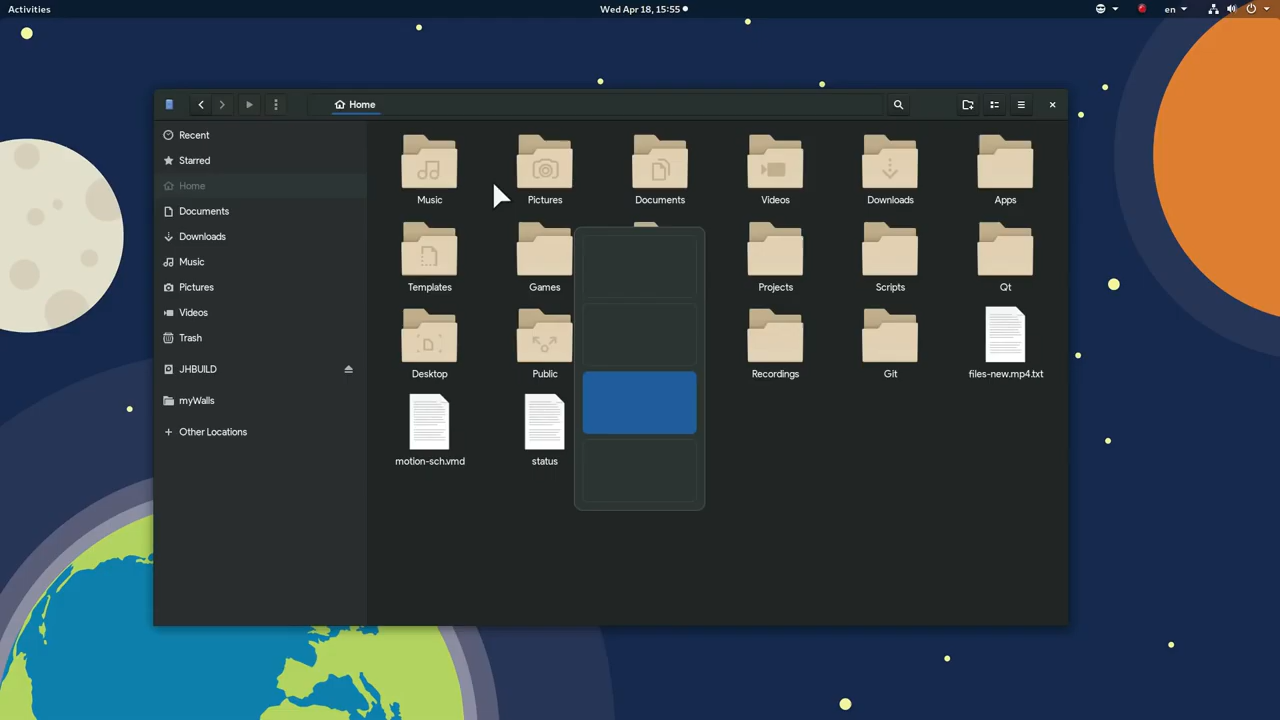 Activities
Wed Apr 18, 15:55
en
Home
Recent
Starred
Home
Documents
Downloads
Music
Pictures
Videos
Trash
JHBUILD
myWalls
Other Locations
Music
Pictures
Documents
Videos
Downloads
Apps
Templates
Games
Projects
Scripts
Qt
Desktop
Public
Recordings
Git
files-new.mp4.txt
motion-sch.vmd
status